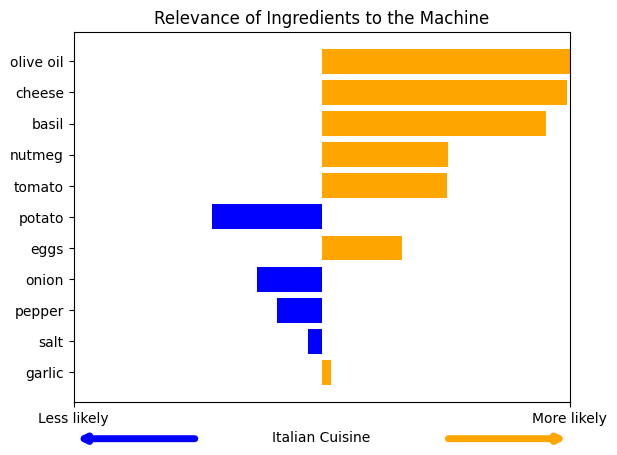 Relevance of Ingredients to the Machine
olive oil
cheese
basil
nutmeg
tomato
potato
eggs
onion
pepper
salt
garlic
Less likely
More likely
Italian Cuisine